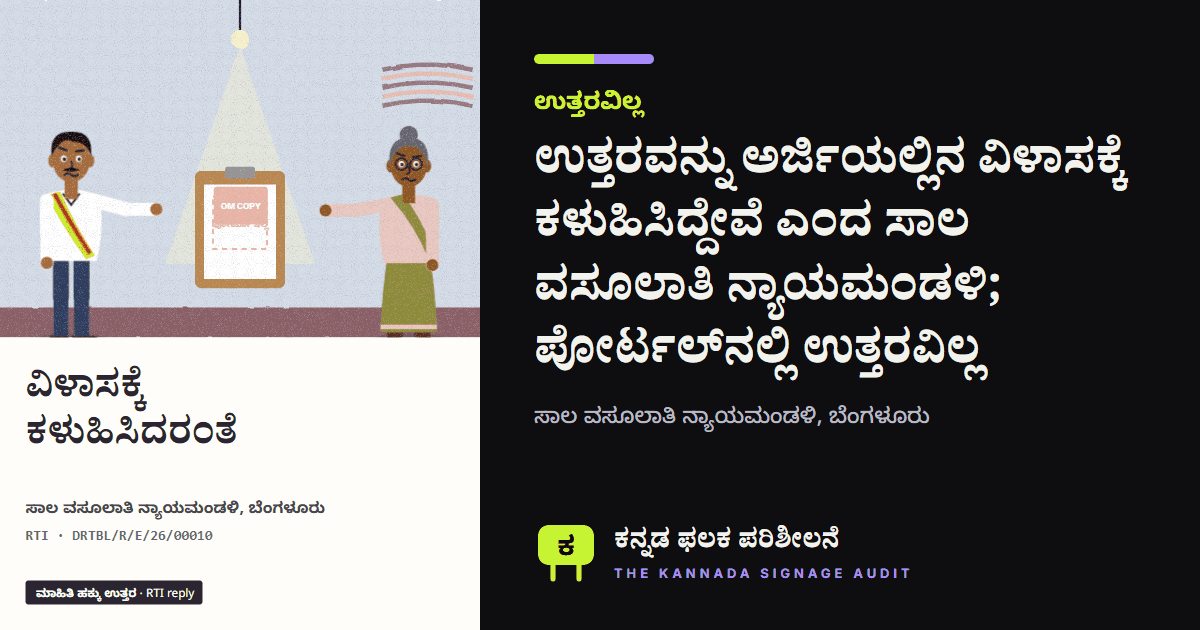 OM COPY
ವಿಳಾಸಕ್ಕೆ
ಕಳುಹಿಸಿದರಂತೆ
ಸಾಲ ವಸೂಲಾತಿ ನ್ಯಾಯಮಂಡಳಿ, ಬೆಂಗಳೂರು
RTI · DRTBL/R/E/26/00010
ಮಾಹಿತಿ ಹಕ್ಕು ಉತ್ತರ · RTI reply
ಉತ್ತರವಿಲ್ಲ
ಉತ್ತರವನ್ನು ಅರ್ಜಿಯಲ್ಲಿನ ವಿಳಾಸಕ್ಕೆ
ಕಳುಹಿಸಿದ್ದೇವೆ ಎಂದ ಸಾಲ
ವಸೂಲಾತಿ ನ್ಯಾಯಮಂಡಳಿ;
ಪೋರ್ಟಲ್‌ನಲ್ಲಿ ಉತ್ತರವಿಲ್ಲ
ಸಾಲ ವಸೂಲಾತಿ ನ್ಯಾಯಮಂಡಳಿ, ಬೆಂಗಳೂರು
ಕ
ಕನ್ನಡ ಫಲಕ ಪರಿಶೀಲನೆ
THE KANNADA SIGNAGE AUDIT